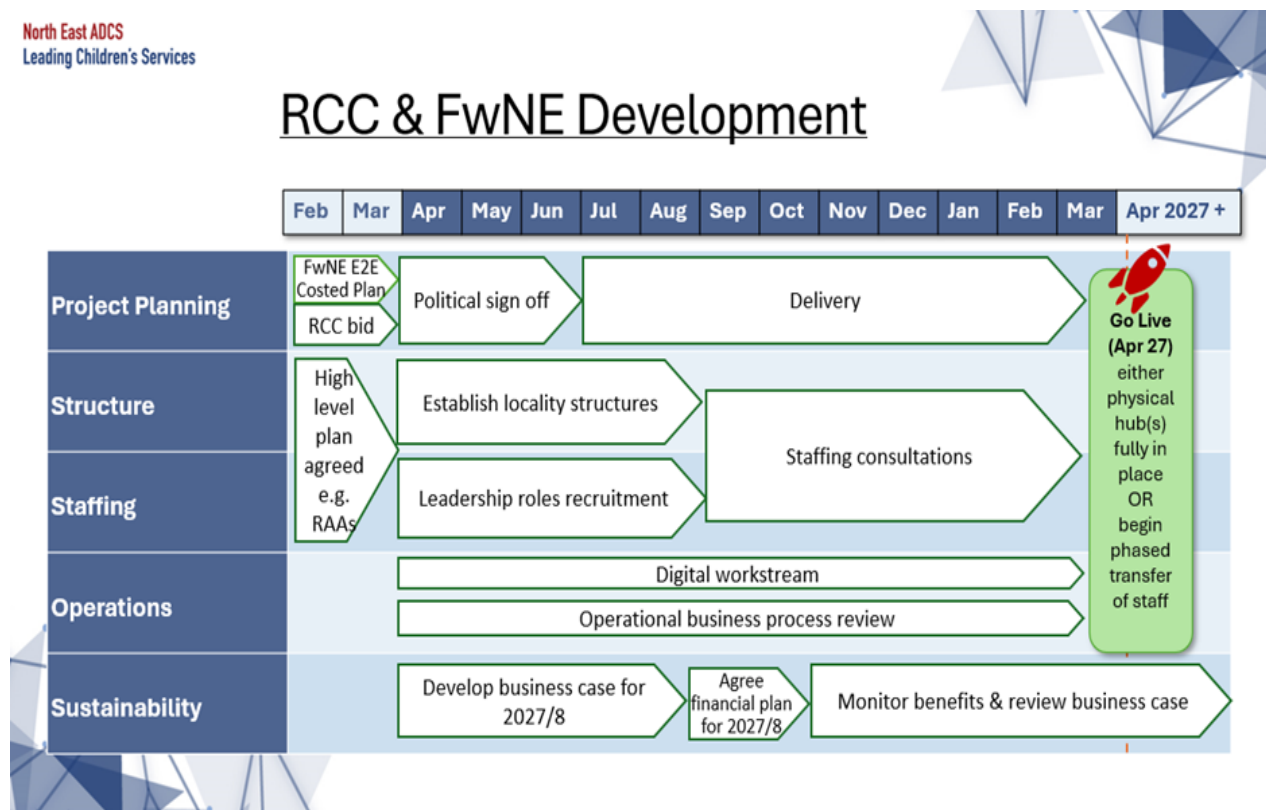 North East ADCS
Leading Children's Services
RCC & FwNE Development
Feb Mar Apr May Jun Jul Aug Sep Oct Nov Dec Jan Feb Mar Apr 2027 +
Project Planning
FwNE E2E
Costed Plan
RCC bid
Political sign off
Delivery
Structure
High
level
plan
agreed
e.g.
RAAs
Establish locality structures
Staffing consultations
Staffing
Leadership roles recruitment
Operations
Digital workstream
Operational business process review
Sustainability
Develop business case for
2027/8
Agree
financial plan
for 2027/8
Monitor benefits & review business case
Go Live
(Apr 27)
either
physical
hub(s)
fully in
place
OR
begin
phased
transfer
of staff